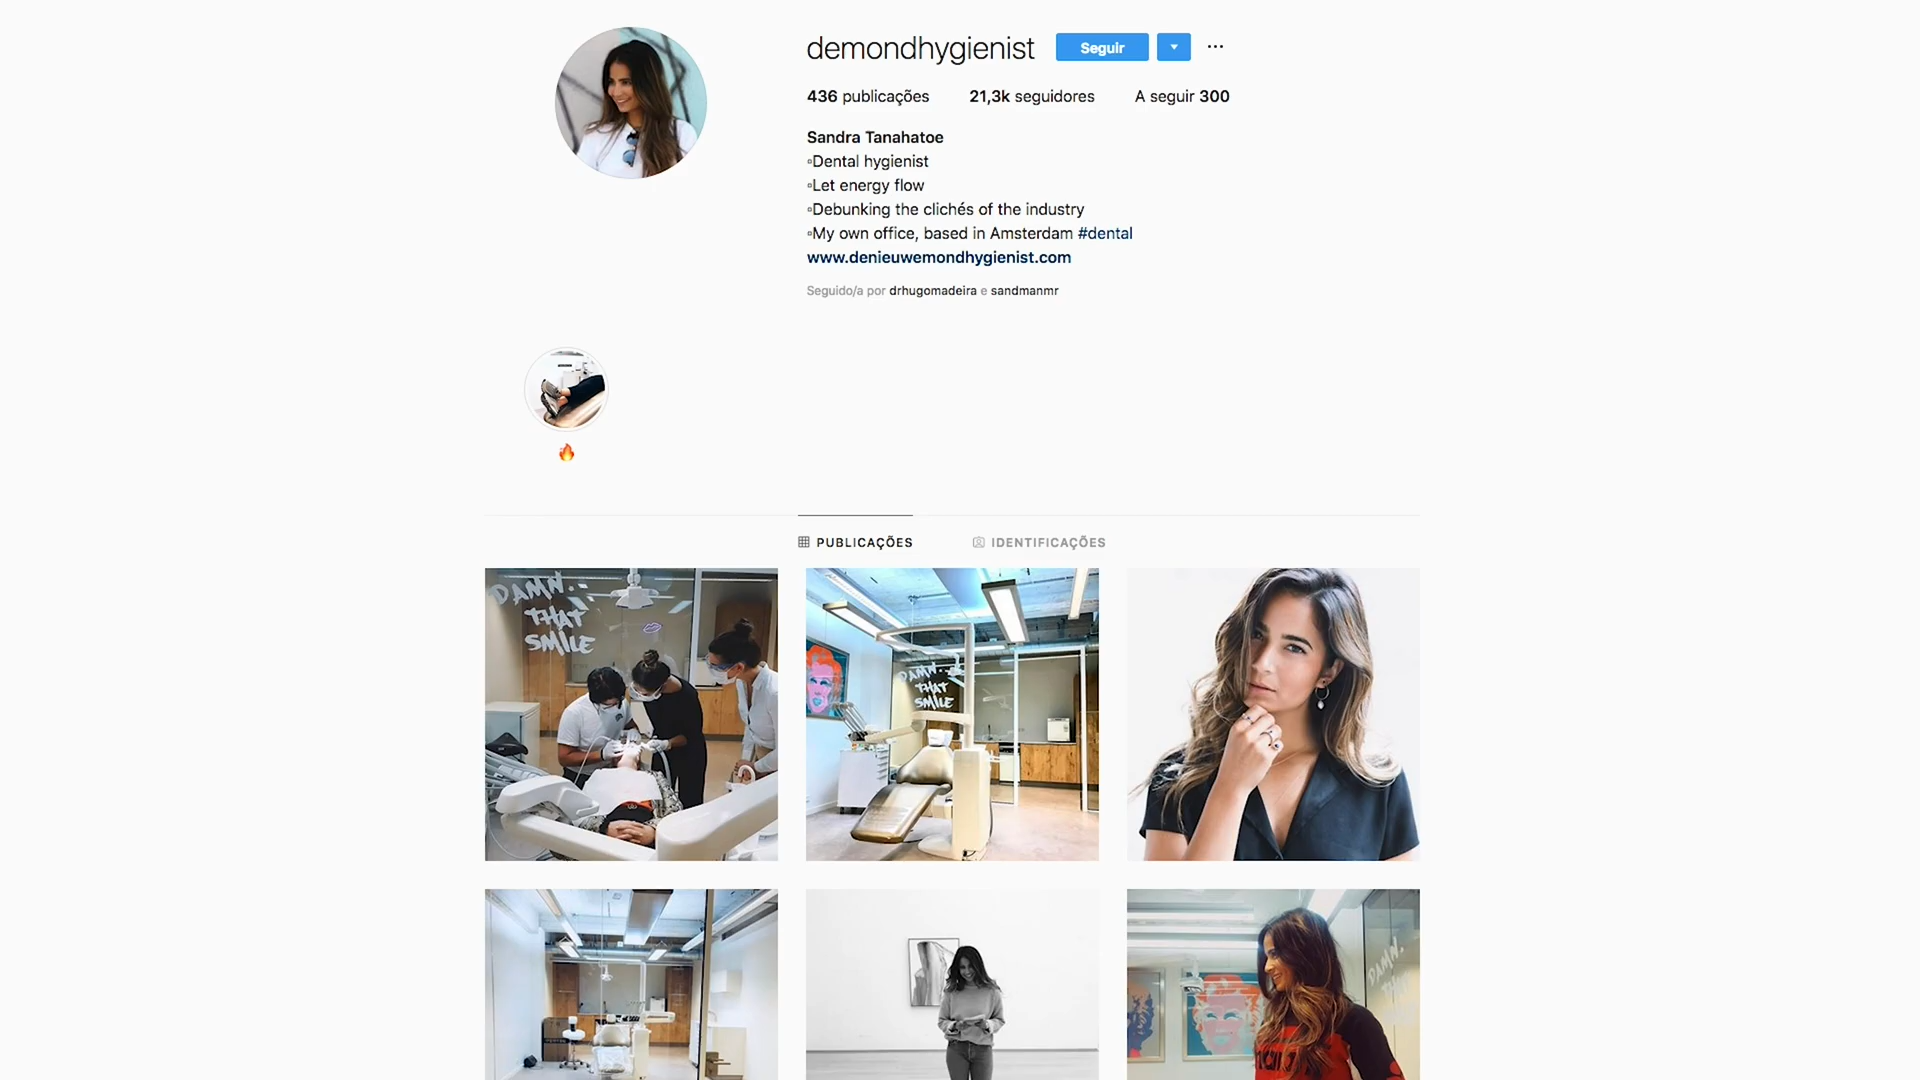 demondhygienist Seguir ...
436 publicações 21,3k seguidores A seguir 300
Sandra Tanahatoe
▫Dental hygienist
▫Let energy flow
▫Debunking the clichés of the industry
▫My own office, based in Amsterdam #dental
www.denieuwemondhygienist.com
Seguido/a por drhugomadeira e sandmanmr
PUBLICAÇÕES IDENTIFICAÇÕES
DAMN.
THAT
SMILE
DAMN.
THAT
SMILE
DAMN.